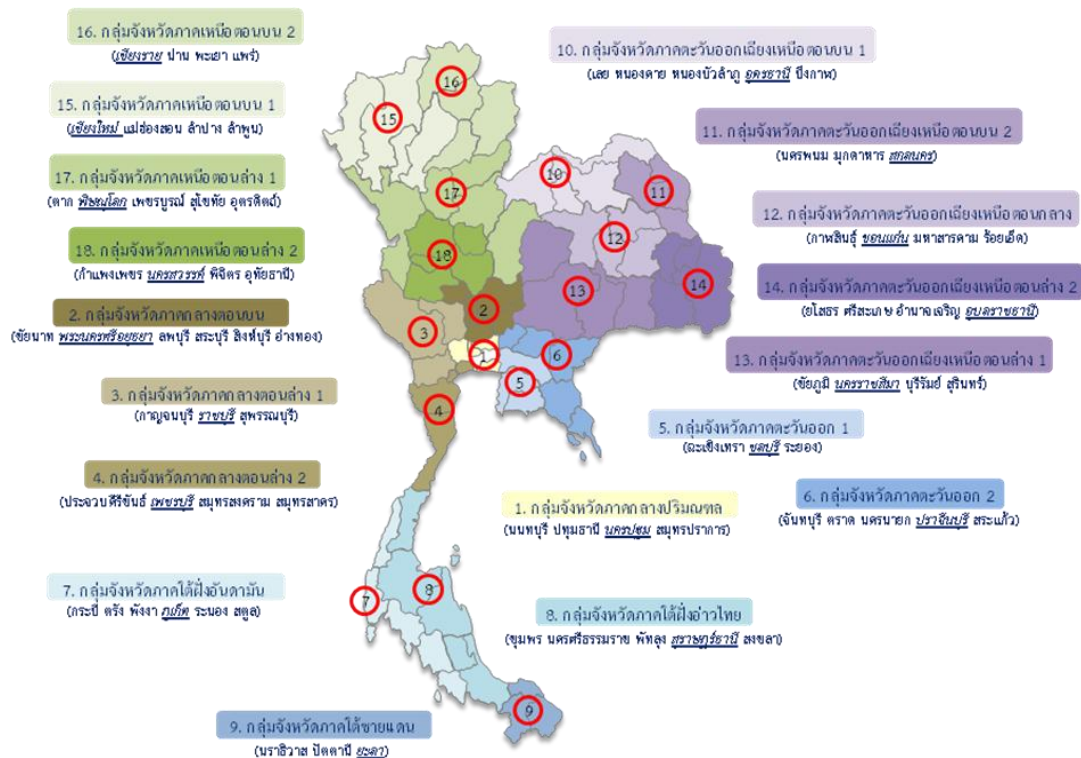 16. กลุ่มจังหวัดภาคเหนือตอนบน 2
(เชียงราย น่าน พะเยา แพร่)
15. กลุ่มจังหวัดภาคเหนือตอนบน 1
(เชียงใหม่ แม่ฮ่องสอน ลำปาง ลำพูน)
17. กลุ่มจังหวัดภาคเหนือตอนล่าง 1
(ตาก พิษณุโลก เพชรบูรณ์ สุโขทัย อุตรดิตถ์)
18. กลุ่มจังหวัดภาคเหนือตอนล่าง 2
(กำแพงเพชร นครสวรรค์ พิจิตร อุทัยธานี)
2. กลุ่มจังหวัดภาคกลางตอนบน
(ชัยนาท พระนครศรีอยุธยา ลพบุรี สระบุรี สิงห์บุรี อ่างทอง)
3. กลุ่มจังหวัดภาคกลางตอนล่าง 1
(กาญจนบุรี ราชบุรี สุพรรณบุรี)
4. กลุ่มจังหวัดภาคกลางตอนล่าง 2
(ประจวบคีรีขันธ์ เพชรบุรี สมุทรสงคราม สมุทรสาคร)
7. กลุ่มจังหวัดภาคใต้ฝั่งอันดามัน
(กระบี่ ตรัง พังงา ภูเก็ต ระนอง สตูล)
9. กลุ่มจังหวัดภาคใต้ชายแดน
(นราธิวาส ปัตตานี ยะลา)
10. กลุ่มจังหวัดภาคตะวันออกเฉียงเหนือตอนบน 1
(เลย หนองคาย หนองบัวลำภู อุดรธานี บึงกาฬ)
11. กลุ่มจังหวัดภาคตะวันออกเฉียงเหนือตอนบน 2
(นครพนม มุกดาหาร สกลนคร)
12. กลุ่มจังหวัดภาคตะวันออกเฉียงเหนือตอนกลาง
(กาฬสินธุ์ ขอนแก่น มหาสารคาม ร้อยเอ็ด)
14. กลุ่มจังหวัดภาคตะวันออกเฉียงเหนือตอนล่าง 2
(ยโสธร ศรีสะเกษ อำนาจเจริญ อุบลราชธานี)
13. กลุ่มจังหวัดภาคตะวันออกเฉียงเหนือตอนล่าง 1
(ชัยภูมิ นครราชสีมา บุรีรัมย์ สุรินทร์)
5. กลุ่มจังหวัดภาคตะวันออก 1
(ฉะเชิงเทรา ชลบุรี ระยอง)
1. กลุ่มจังหวัดภาคกลางปริมณฑล
(นนทบุรี ปทุมธานี นครปฐม สมุทรปราการ)
6. กลุ่มจังหวัดภาคตะวันออก 2
(จันทบุรี ตราด นครนายก ปราจีนบุรี สระแก้ว)
8. กลุ่มจังหวัดภาคใต้ฝั่งอ่าวไทย
(ชุมพร นครศรีธรรมราช พัทลุง สุราษฎร์ธานี สงขลา)
16
15
10
17
11
12
18
13
14
2
3
1
6
5
4
8
7
9